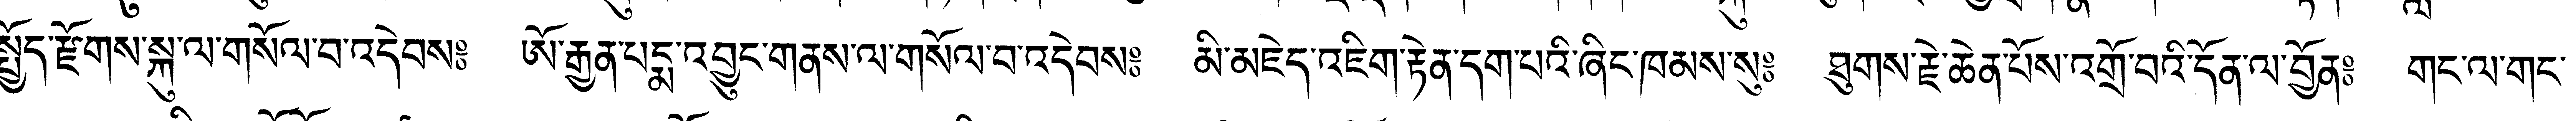 སྤྱོད་རྫོགས་སྐུ་ལ་གསོལ་བ་འདེབས༔ ཨོ་རྒྱན་པདྨ་འབྱུང་གནས་ལ་གསོལ་བ་འདེབས༔ མི་མཇེད་འཇིག་རྟེན་དག་པའི་ཞིང་ཁམས་སུ༔ ཐུགས་རྗེ་ཆེན་པོས་འགྲོ་བའི་དོན་ལ་བྱོན༔ གང་ལ་གང་